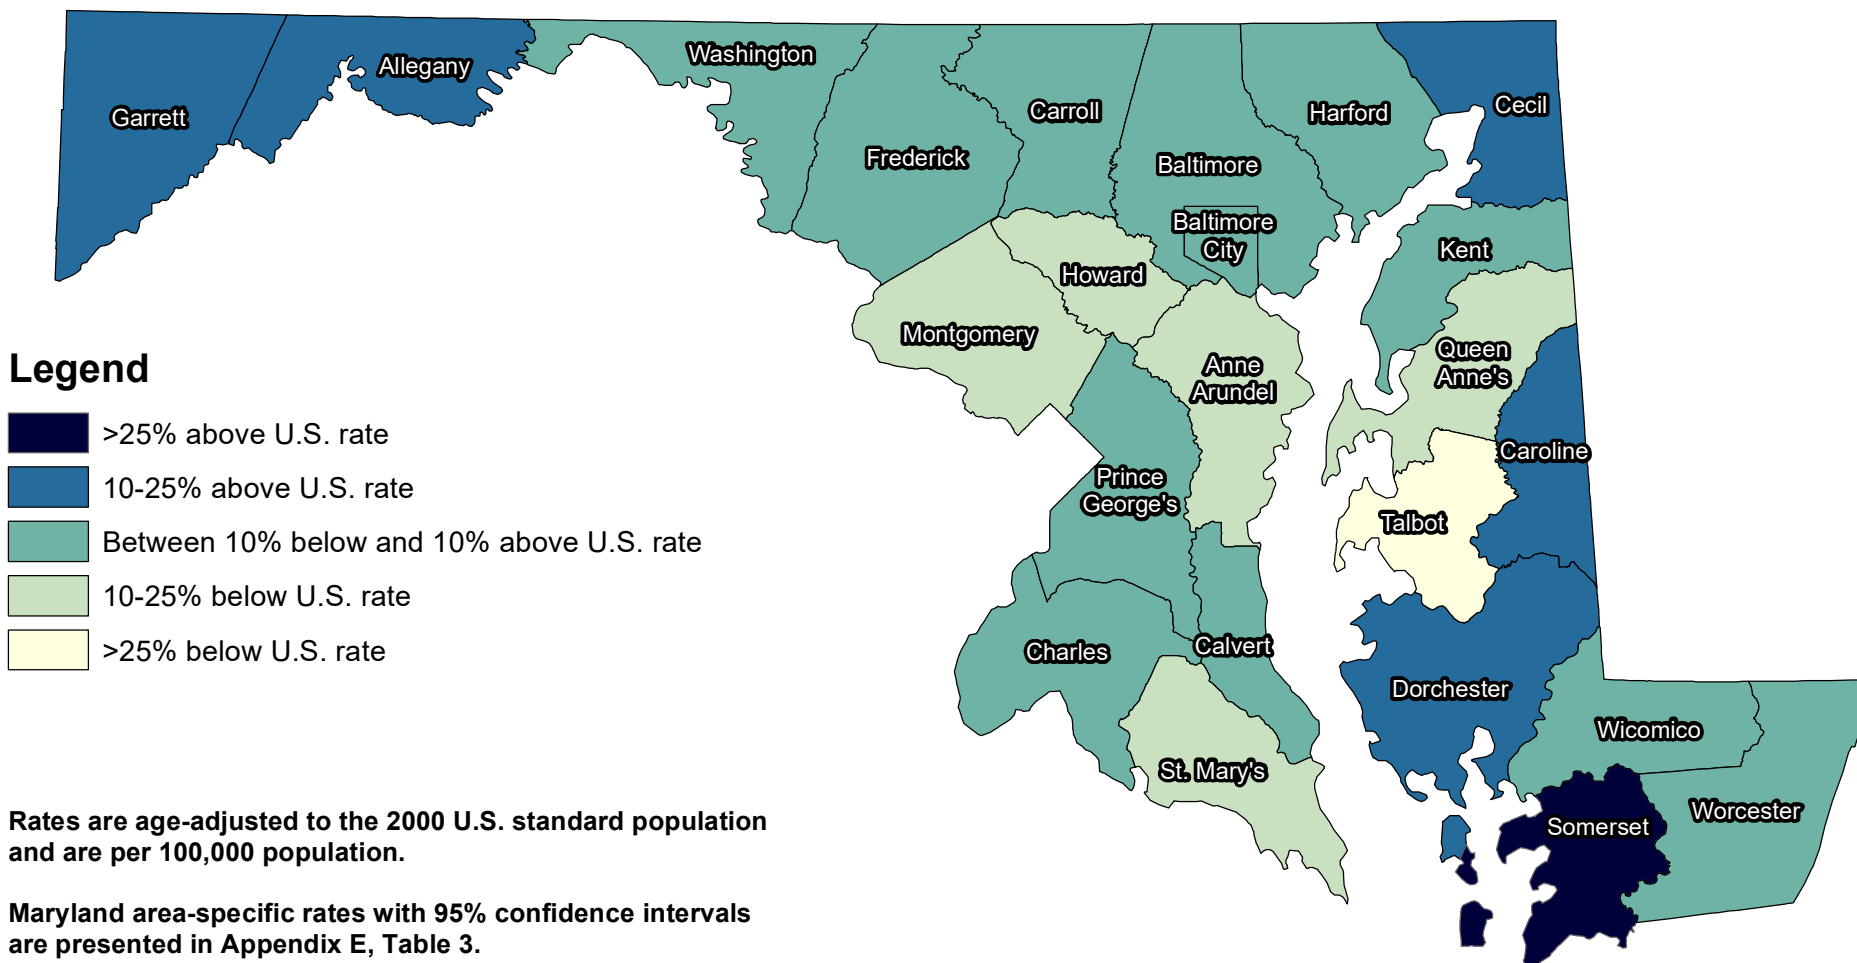 Washington
Allegany
Garrett
Carroll
Harford
Cecil
Frederick
Baltimore
Baltimore
City
Kent
Howard
Montgomery
Anne
Arundel
Queen
Anne's
Caroline
Prince
George's
Talbot
Charles
Calvert
Dorchester
Wicomico
St. Mary's
Somerset
Worcester
Legend
>25% above U.S. rate
10-25% above U.S. rate
Between 10% below and 10% above U.S. rate
10-25% below U.S. rate
>25% below U.S. rate
Rates are age-adjusted to the 2000 U.S. standard population
and are per 100,000 population.
Maryland area-specific rates with 95% confidence intervals
are presented in Appendix E, Table 3.